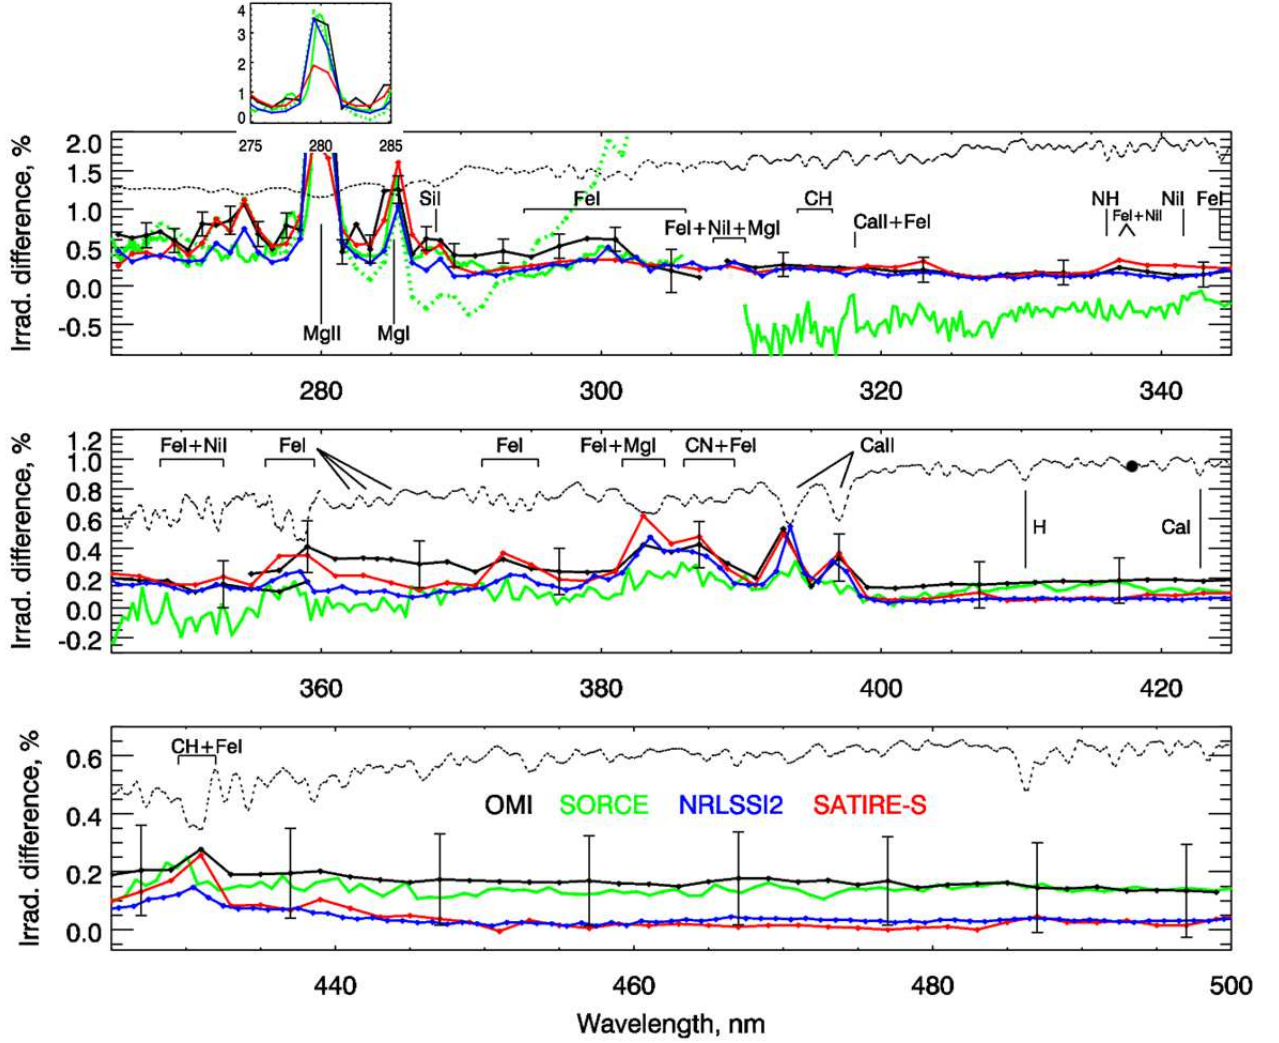 4
3
2
1
0
275 280 285
2.0
1.5
1.0
0.5
0.0
-0.5
Irrad. difference, %
SiI
FeI
FeI+NiI+MgI
CH
CaII+FeI
NH
FeI+NiI
NiI
FeI
MgII
MgI
280 300 320 340
1.2
1.0
0.8
0.6
0.4
0.2
0.0
-0.2
Irrad. difference, %
FeI+NiI
FeI
FeI
FeI+MgI
CN+FeI
CaII
H
CaI
360 380 400 420
0.6
0.4
0.2
0.0
Irrad. difference, %
CH+FeI
OMI SORCE NRLSSI2 SATIRE-S
440 460 480 500
Wavelength, nm